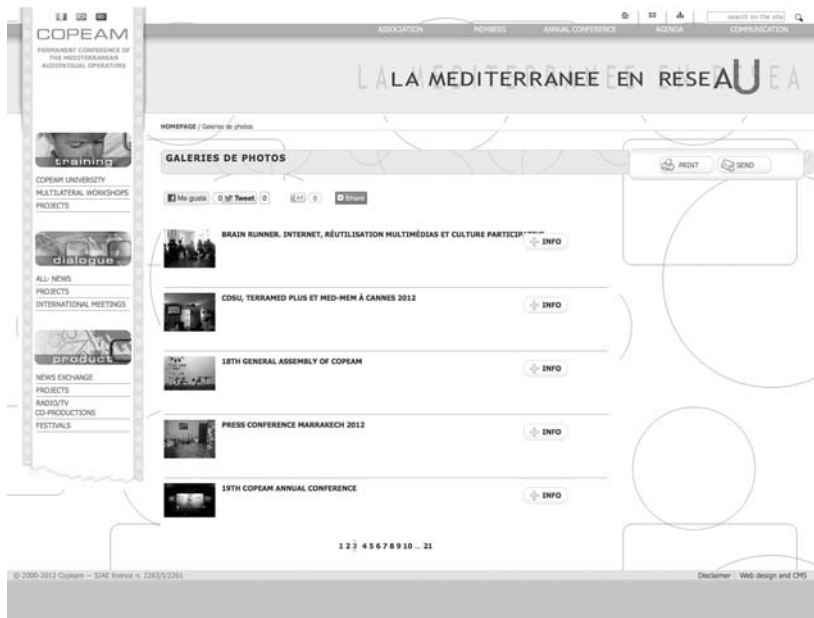 search on the site
COPEAM
PERMANENT CONFERENCE OF
THE MEDITERRANEAN
AUDIOVISUAL OPERATORS
ASSOCIATION
MEMBERS
ANNUAL CONFERENCE
AGENDA
COMMUNICATION
LA MEDITERRANEE EN RESEAU
HOMEPAGE / Galeries de photos
GALERIES DE PHOTOS
PRINT
SEND
training
COPEAM UNIVERSITY
MULTILATERAL WORKSHOPS
PROJECTS
Me gusta 0 Tweet 0 +1 0 Share
BRAIN RUNNER. INTERNET, RÉUTILISATION MULTIMÉDIAS ET CULTURE
INFO
dialogue
ALL- NEWS
PROJECTS
INTERNATIONAL MEETINGS
CDSU, TERRAMED PLUS ET MED-MEM À CANNES 2012
INFO
product
NEWS EXCHANGE
PROJECTS
RADIO/TV
CO-PRODUCTIONS
FESTIVALS
18TH GENERAL ASSEMBLY OF COPEAM
INFO
PRESS CONFERENCE MARRAKECH 2012
INFO
19TH COPEAM ANNUAL CONFERENCE
INFO
1 2 3 4 5 6 7 8 9 10 ... 21
© 2000-2012 Copeam — SIAE licence n.
Disclaimer | Web design and CMS